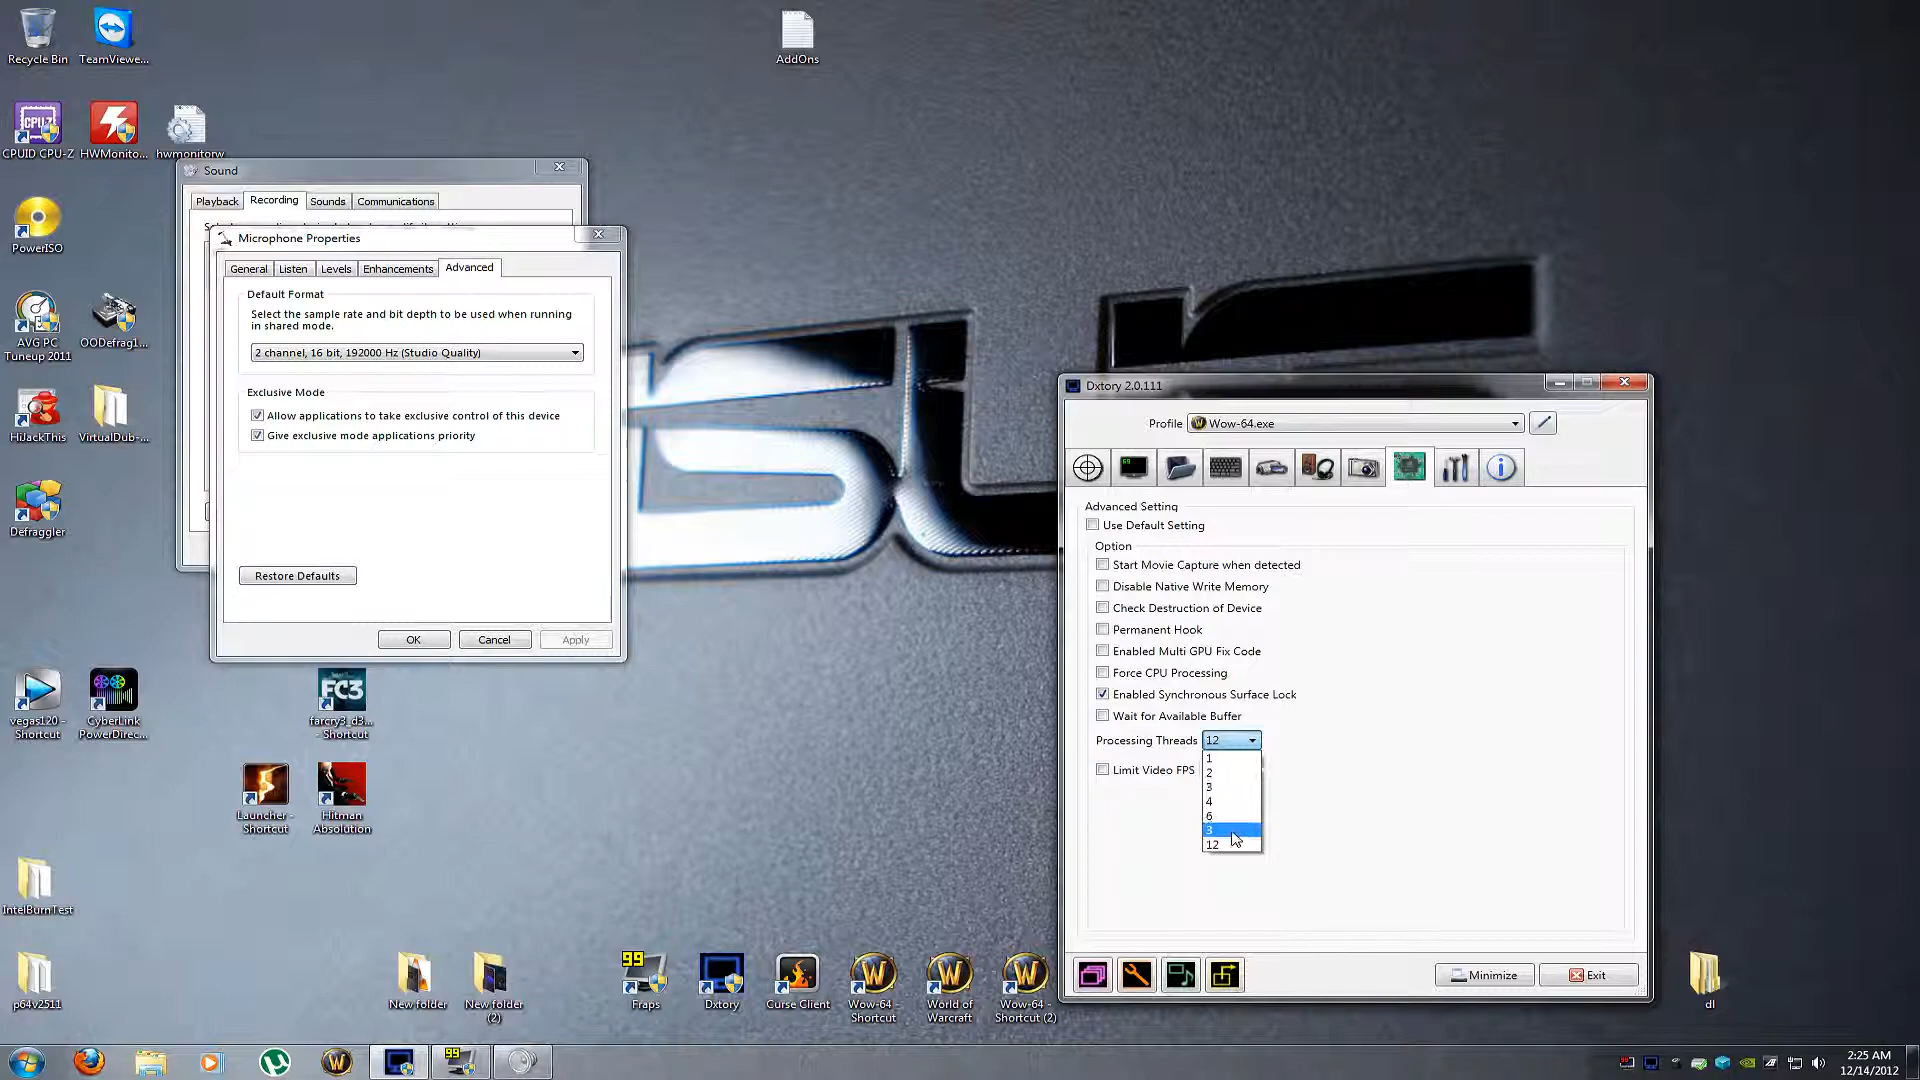 Recycle Bin
TeamViewe...
AddOns
CPUID CPU-Z
HWMonito...
hwmonitorw
PowerISO
AVG PC
Tuneup 2011
OODefrag1...
HiJackThis
VirtualDub-...
Defraggler
vegas120 -
Shortcut
CyberLink
PowerDirec...
FC3
farcry3_d3...
- Shortcut
Launcher -
Shortcut
Hitman
Absolution
IntelBurnTest
p64v2511
New folder
New folder
(2)
99
Fraps
Dxtory
Curse Client
Wow-64 -
Shortcut
World of
Warcraft
Wow-64 -
Shortcut (2)
dl
Sound
Playback
Recording
Sounds
Communications
Microphone Properties
General
Listen
Levels
Enhancements
Advanced
Default Format
Select the sample rate and bit depth to be used when running
in shared mode.
2 channel, 16 bit, 192000 Hz (Studio Quality)
Exclusive Mode
Allow applications to take exclusive control of this device
Give exclusive mode applications priority
Restore Defaults
OK
Cancel
Apply
Dxtory 2.0.111
Profile
Wow-64.exe
Advanced Setting
Use Default Setting
Option
Start Movie Capture when detected
Disable Native Write Memory
Check Destruction of Device
Permanent Hook
Enabled Multi GPU Fix Code
Force CPU Processing
Enabled Synchronous Surface Lock
Wait for Available Buffer
Processing Threads
12
1
2
3
4
6
3
12
Limit Video FPS
Minimize
Exit
99
2:25 AM
12/14/2012